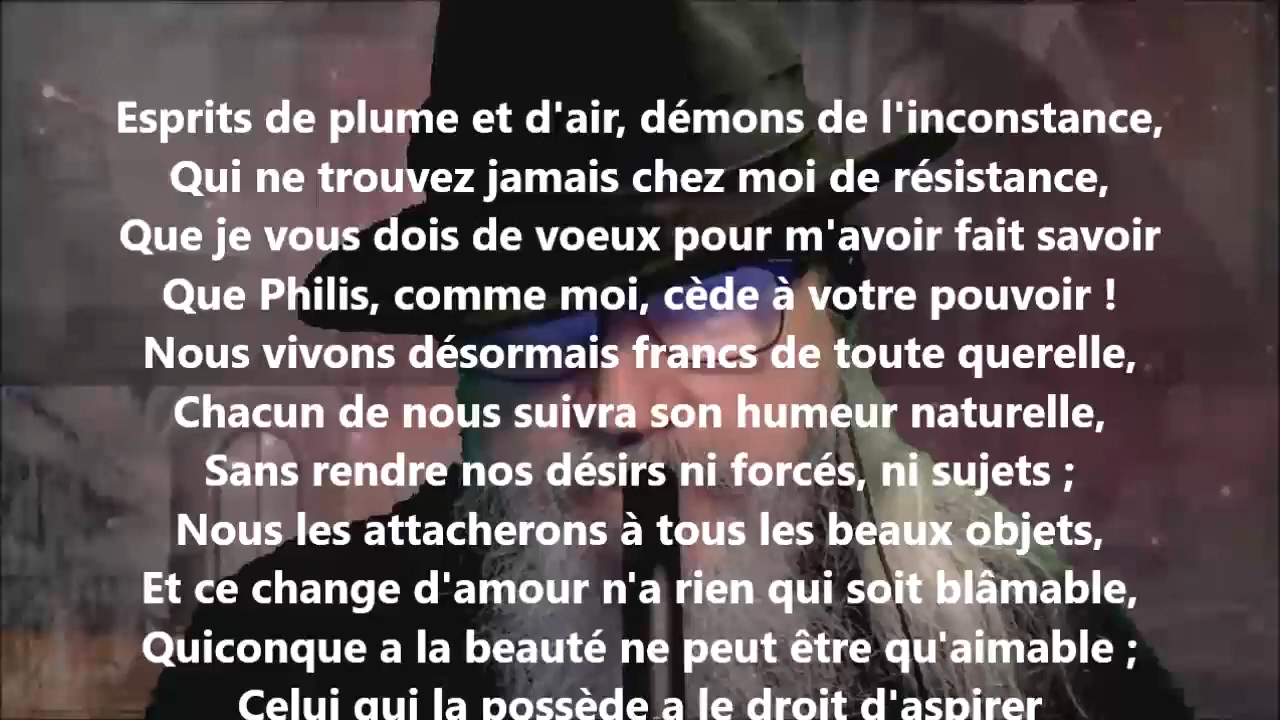 Esprits de plume et d'air, démons de l'inconstance,
Qui ne trouvez jamais chez moi de résistance,
Que je vous dois de voeux pour m'avoir fait savoir
Que Philis, comme moi, cède à votre pouvoir !
Nous vivons désormais francs de toute querelle,
Chacun de nous suivra son humeur naturelle,
Sans rendre nos désirs ni forcés, ni sujets ;
Nous les attacherons à tous les beaux objets,
Et ce change d'amour n'a rien qui soit blâmable,
Quiconque a la beauté ne peut être qu'aimable ;
Celui qui la possède a le droit d'aspirer